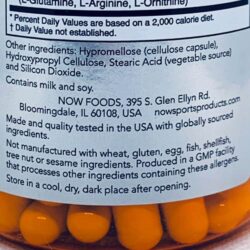 (L-Glutamine, L-Arginine, L-Ornithine)
* Percent Daily Values are based on a 2,000 calorie diet.
† Daily Value not established.
Other ingredients: Hypromellose (cellulose capsule),
Hydroxypropyl Cellulose, Stearic Acid (vegetable source)
and Silicon Dioxide.
Contains milk and soy.
NOW FOODS, 395 S. Glen Ellyn Rd.
Bloomingdale, IL 60108, USA nowsportsproducts.com
Made and quality tested in the USA with globally sourced
ingredients.
Not manufactured with wheat, gluten, egg, fish, shellfish,
tree nut or sesame ingredients. Produced in a GMP facility
that processes other ingredients containing these allergens.
Store in a cool, dry, dark place after opening.